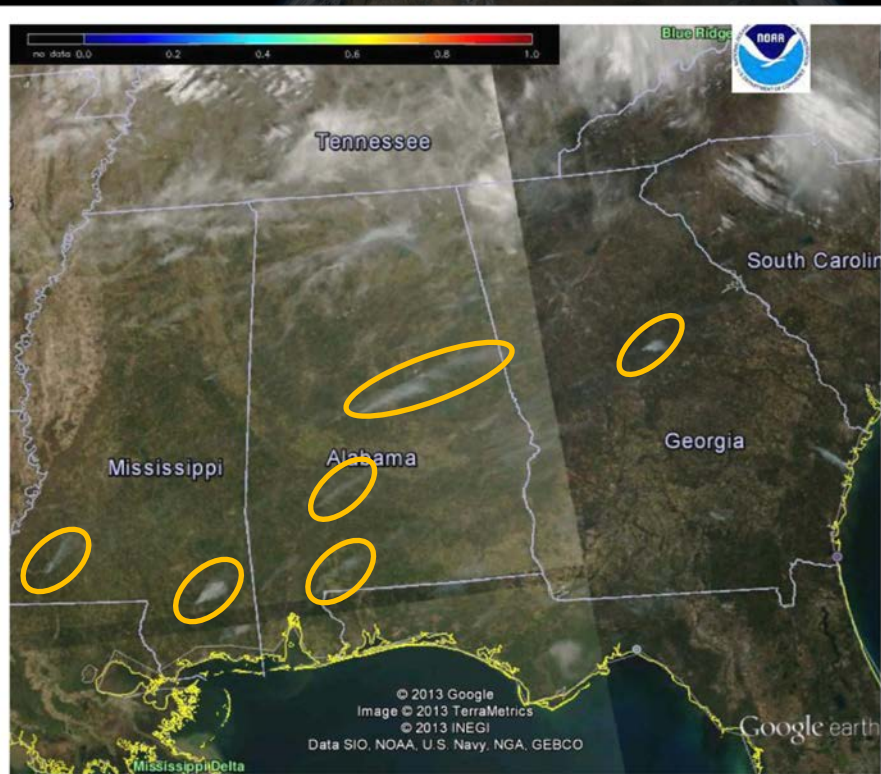 no data 0.0 0.2 0.4 0.6 0.8 1.0
Blue Ridge
NOAA
Tennessee
South Carolin
Georgia
Alabama
Mississippi
© 2013 Google
Image © 2013 TerraMetrics
© 2013 INEGI
Data SIO, NOAA, U.S. Navy, NGA, GEBCO
Google earth
Mississippi Delta